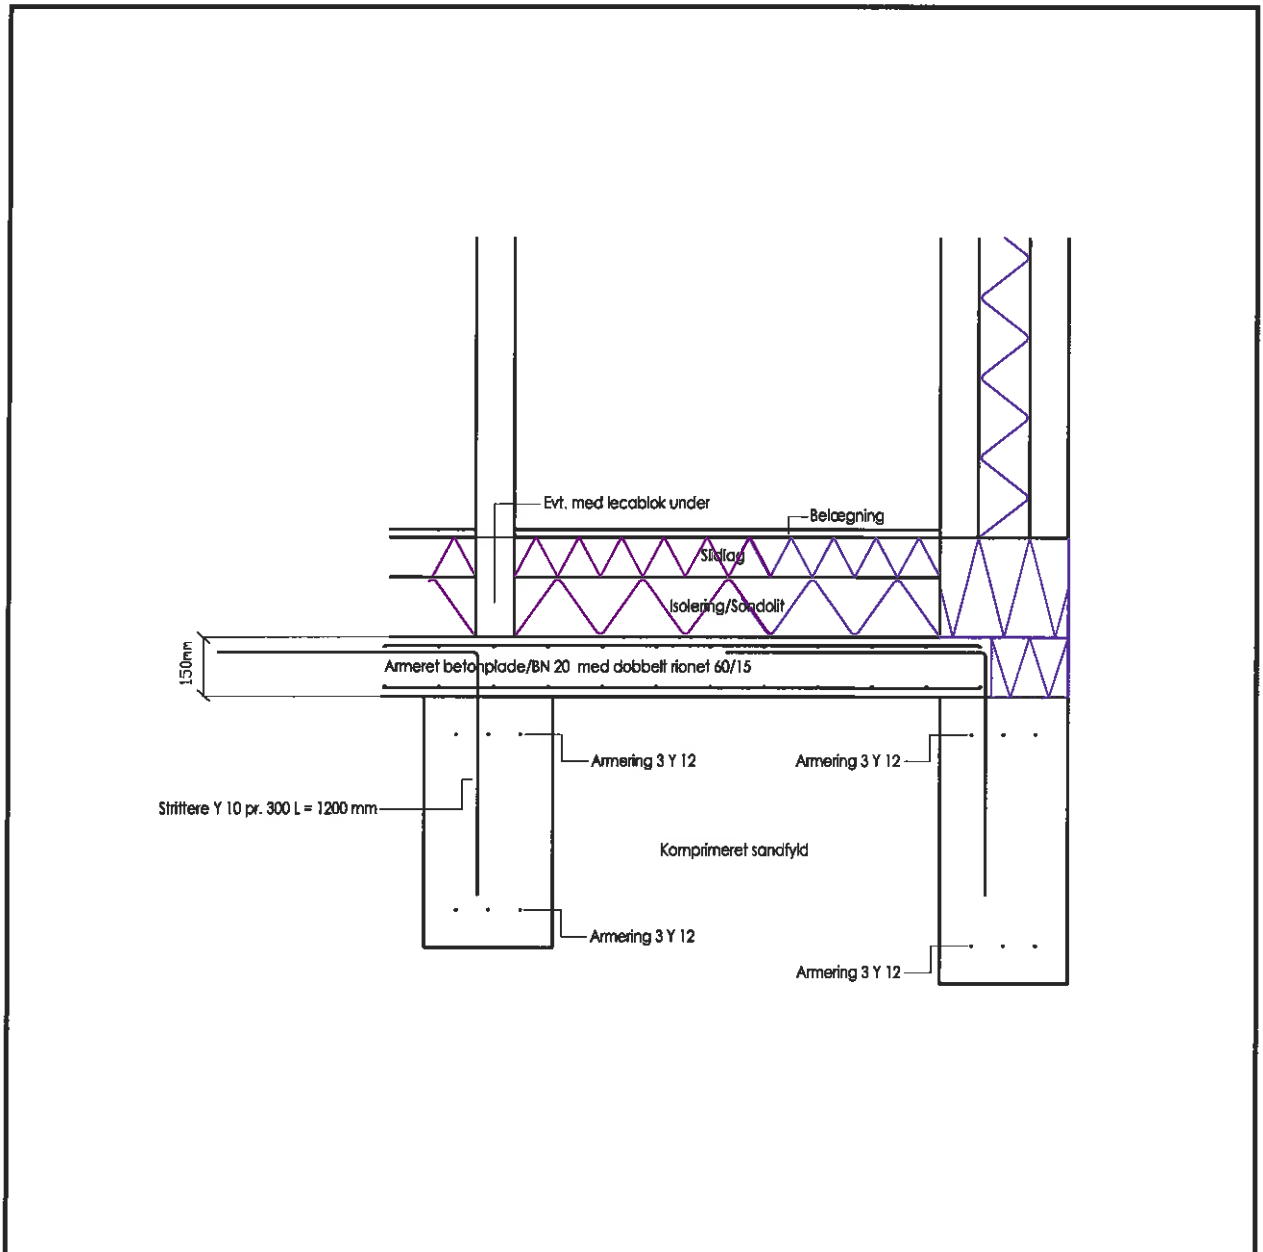 Evt. med lecablok under
Belægning
Slidlag
Isolering/Sondolit
150mm
Armeret betonplade/BN 20 med dobbelt rionet 60/15
Armering 3 Y 12
Armering 3 Y 12
Strittere Y 10 pr. 300 L = 1200 mm
Komprimeret sandfyld
Armering 3 Y 12
Armering 3 Y 12